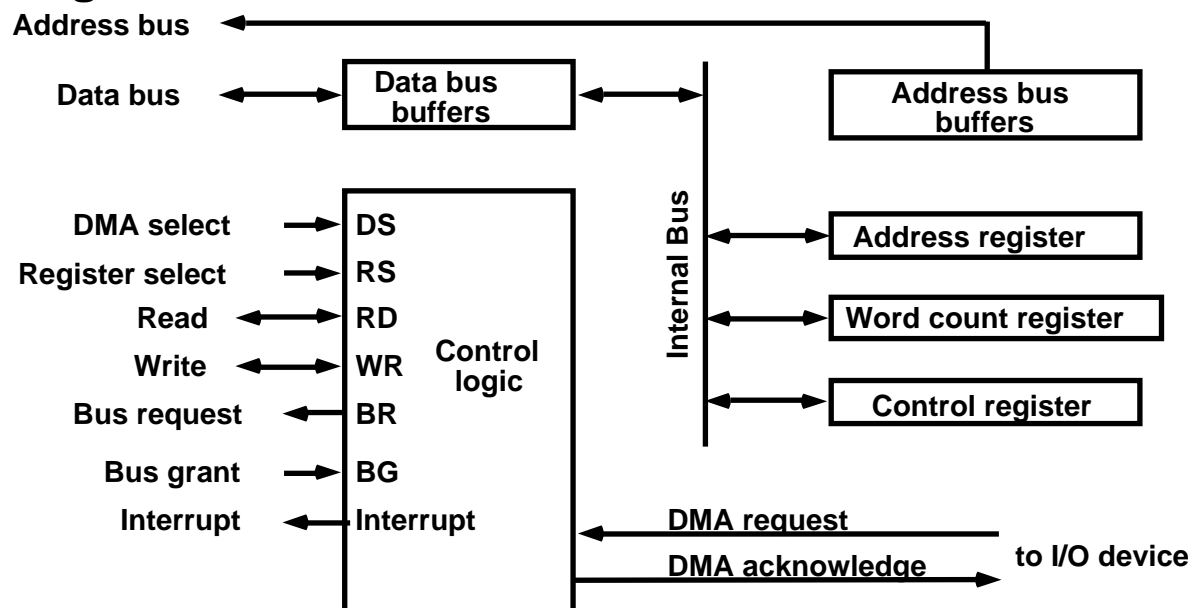 Address bus
Data bus
Data bus
buffers
Address bus
buffers
DMA select
DS
Register select
RS
Read
RD
Write
WR
Bus request
BR
Bus grant
BG
Interrupt
Interrupt
Control
logic
Internal Bus
Address register
Word count register
Control register
DMA request
DMA acknowledge
to I/O device